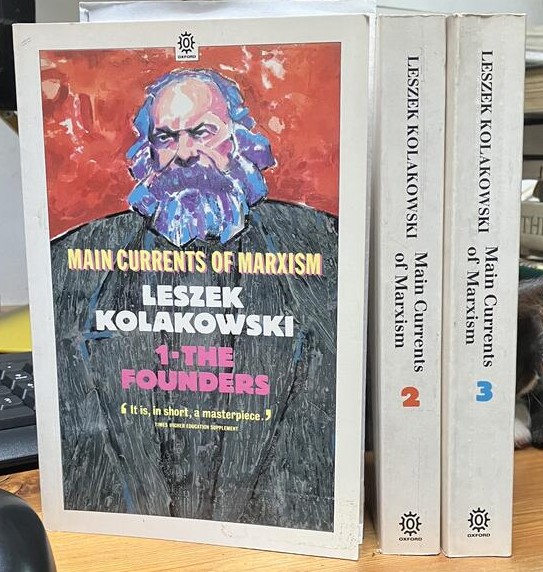 OXFORD
MAIN CURRENTS OF MARXISM
LESZEK
KOLAKOWSKI
1-THE
FOUNDERS
‘It is, in short, a masterpiece.’
TIMES HIGHER EDUCATION SUPPLEMENT
LESZEK KOLAKOWSKI
Main Currents
of Marxism
2
OXFORD
LESZEK KOLAKOWSKI
Main Currents
of Marxism
3
OXFORD